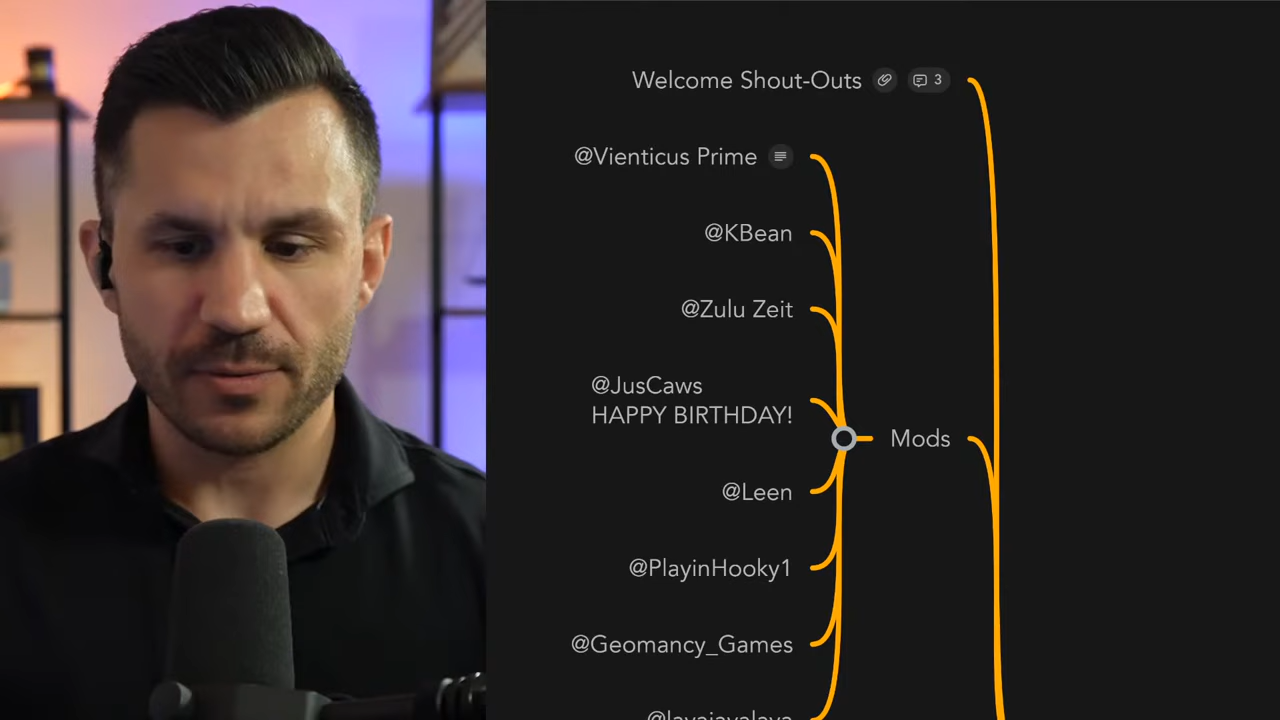 Welcome Shout-Outs 3
@Vienticus Prime
@KBean
@Zulu Zeit
@JusCaws
HAPPY BIRTHDAY!
Mods
@Leen
@PlayinHooky1
@Geomancy_Games